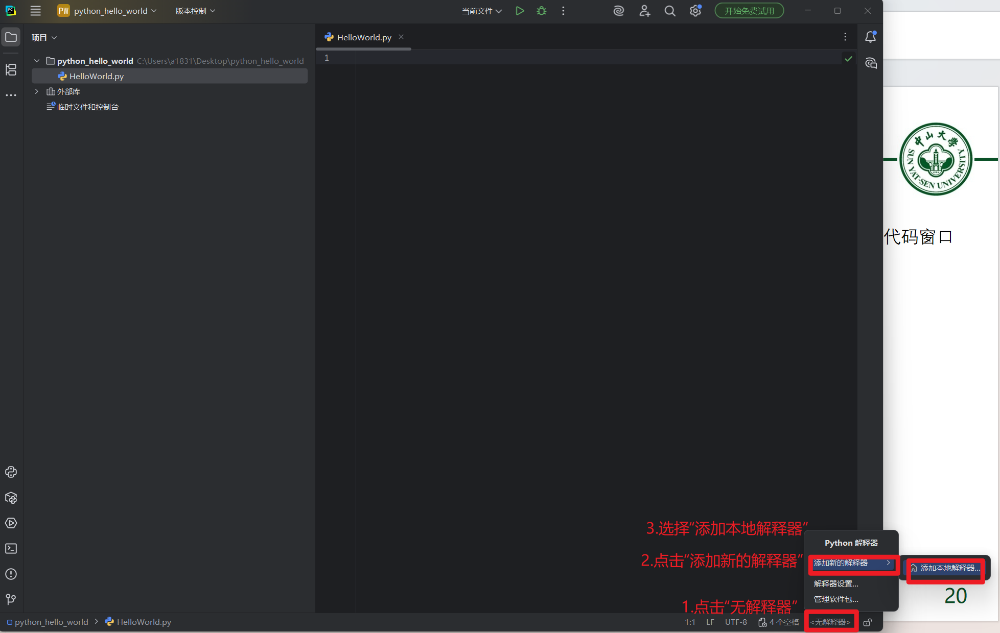 PC
PW python_hello_world 版本控制 当前文件 开始免费试用
项目
HelloWorld.py
python_hello_world C:\Users\a1831\Desktop\python_hello_world
1
HelloWorld.py
外部库
临时文件和控制台
中山大學
SUN YAT-SEN UNIVERSITY
代码窗口
3.选择“添加本地解释器”
Python 解释器
2.点击“添加新的解释器”
添加新的解释器
添加本地解释器...
解释器设置...
管理软件包...
20
1.点击“无解释器”
python_hello_world > HelloWorld.py
1:1 LF UTF-8 4 个空格 <无解释器>